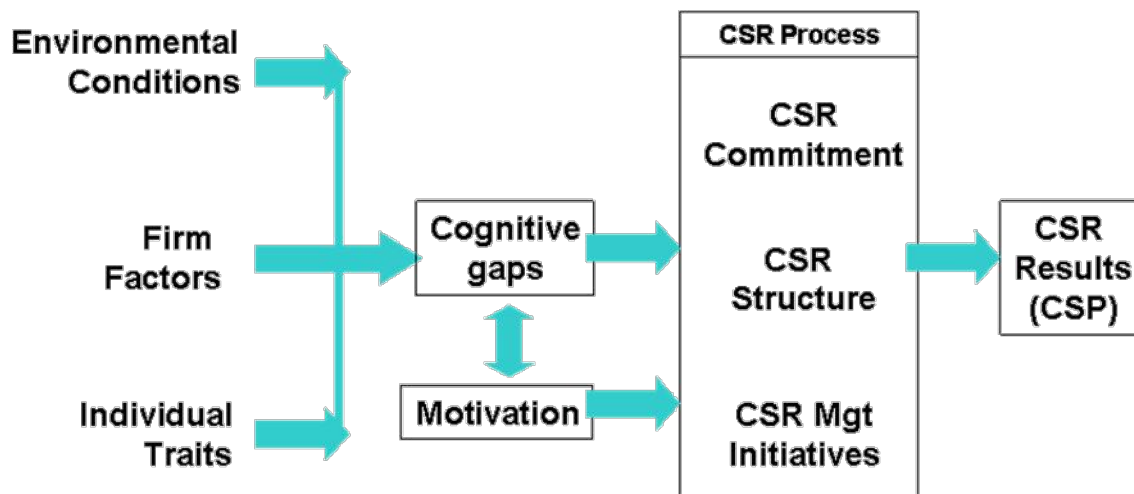 Environmental
Conditions
Firm
Factors
Individual
Traits
Cognitive
gaps
Motivation
CSR Process
CSR
Commitment
CSR
Structure
CSR Mgt
Initiatives
CSR
Results
(CSP)